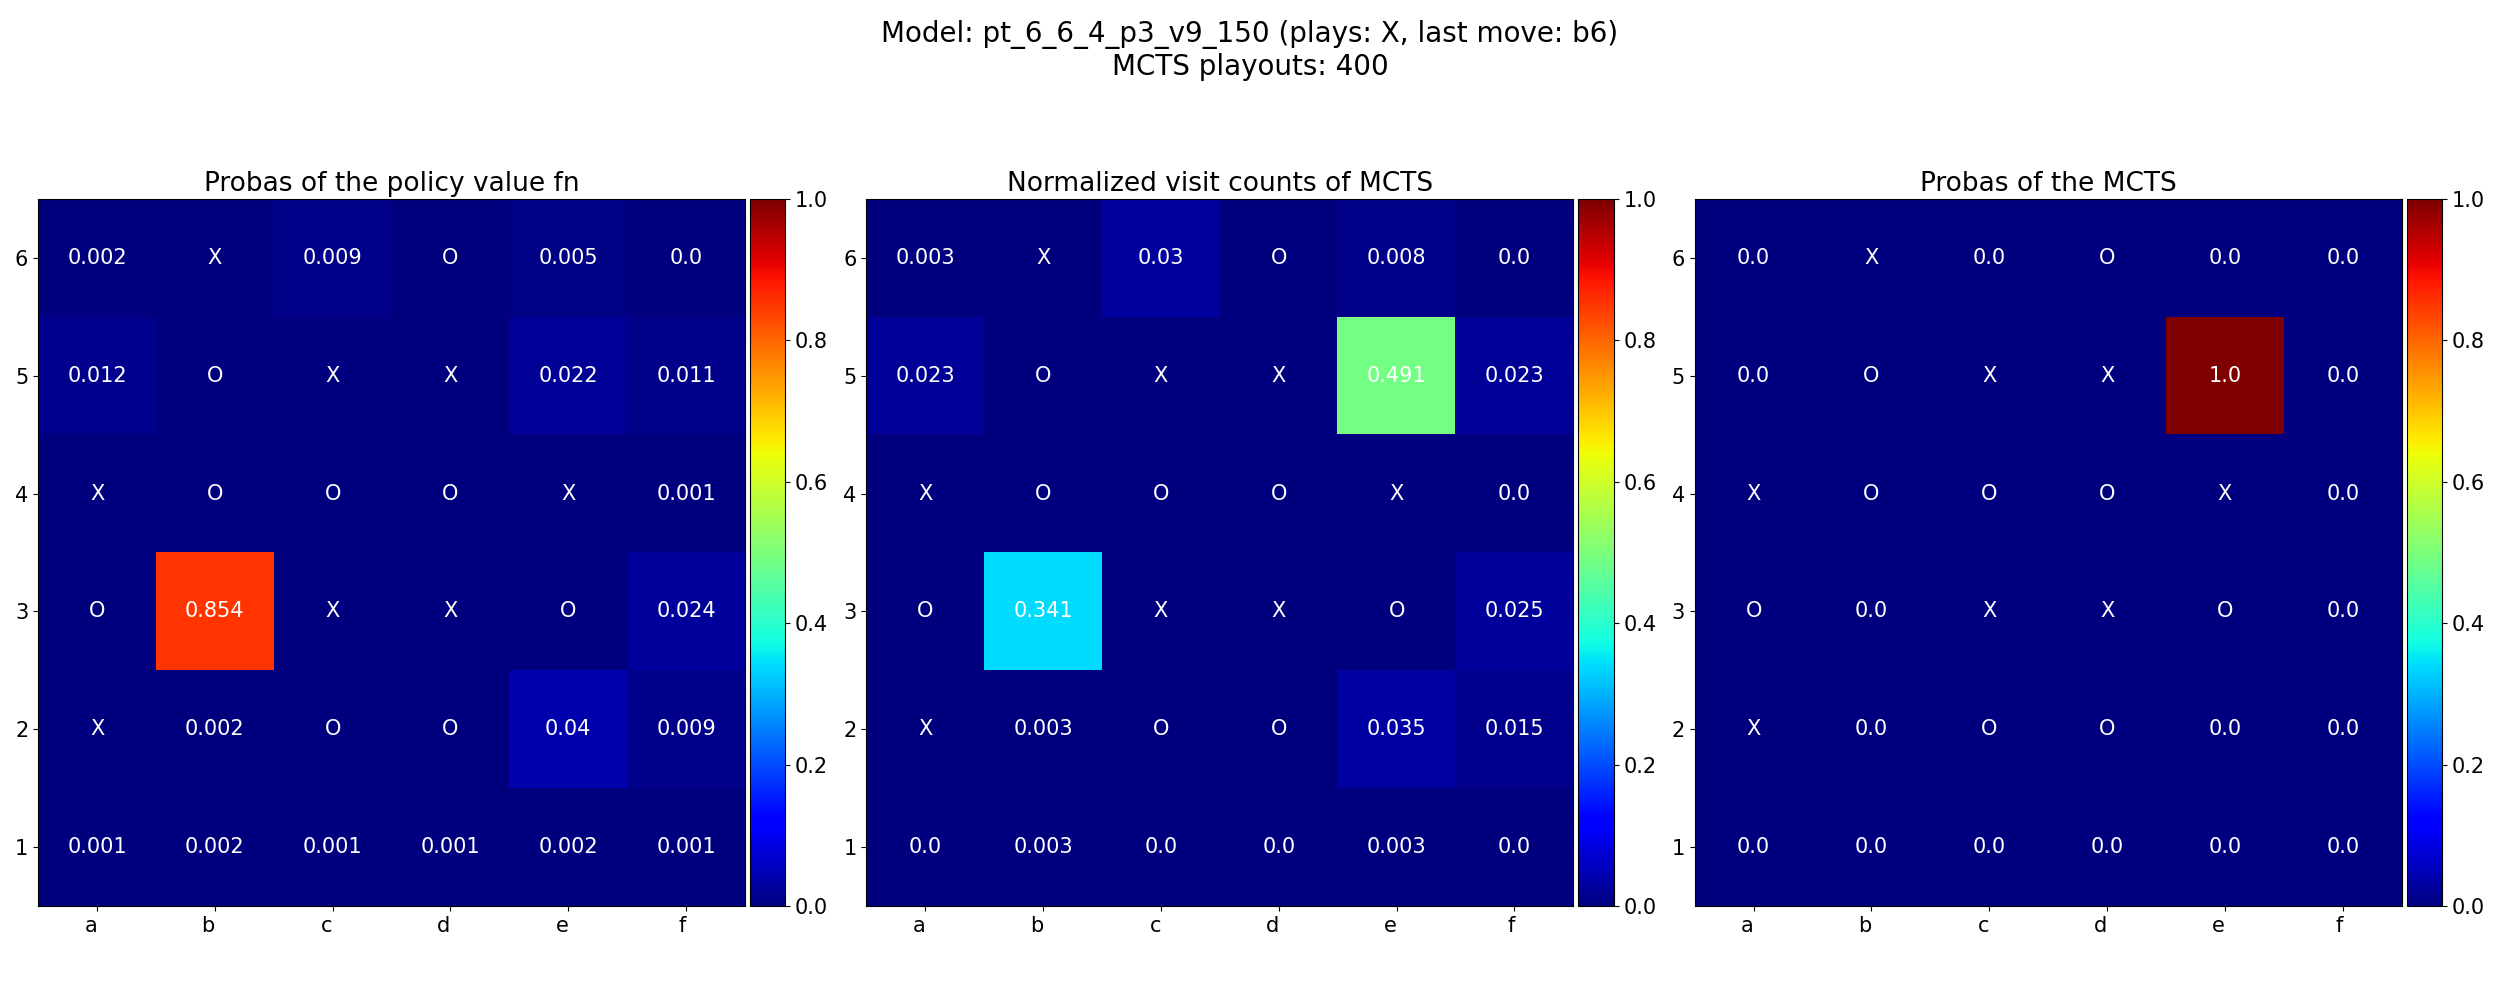 Model: pt_6_6_4_p3_v9_150 (plays: X, last move: b6)
MCTS playouts: 400
Probas of the policy value fn
6 0.002 X 0.009 O 0.005 0.0
5 0.012 O X X 0.022 0.011
4 X O O O X 0.001
3 O 0.854 X X O 0.024
2 X 0.002 O O 0.04 0.009
1 0.001 0.002 0.001 0.001 0.002 0.001
a b c d e f
1.0
0.8
0.6
0.4
0.2
0.0
Normalized visit counts of MCTS
6 0.003 X 0.03 O 0.008 0.0
5 0.023 O X X 0.491 0.023
4 X O O O X 0.0
3 O 0.341 X X O 0.025
2 X 0.003 O O 0.035 0.015
1 0.0 0.003 0.0 0.0 0.003 0.0
a b c d e f
1.0
0.8
0.6
0.4
0.2
0.0
Probas of the MCTS
6 0.0 X 0.0 O 0.0 0.0
5 0.0 O X X 1.0 0.0
4 X O O O X 0.0
3 O 0.0 X X O 0.0
2 X 0.0 O O 0.0 0.0
1 0.0 0.0 0.0 0.0 0.0 0.0
a b c d e f
1.0
0.8
0.6
0.4
0.2
0.0